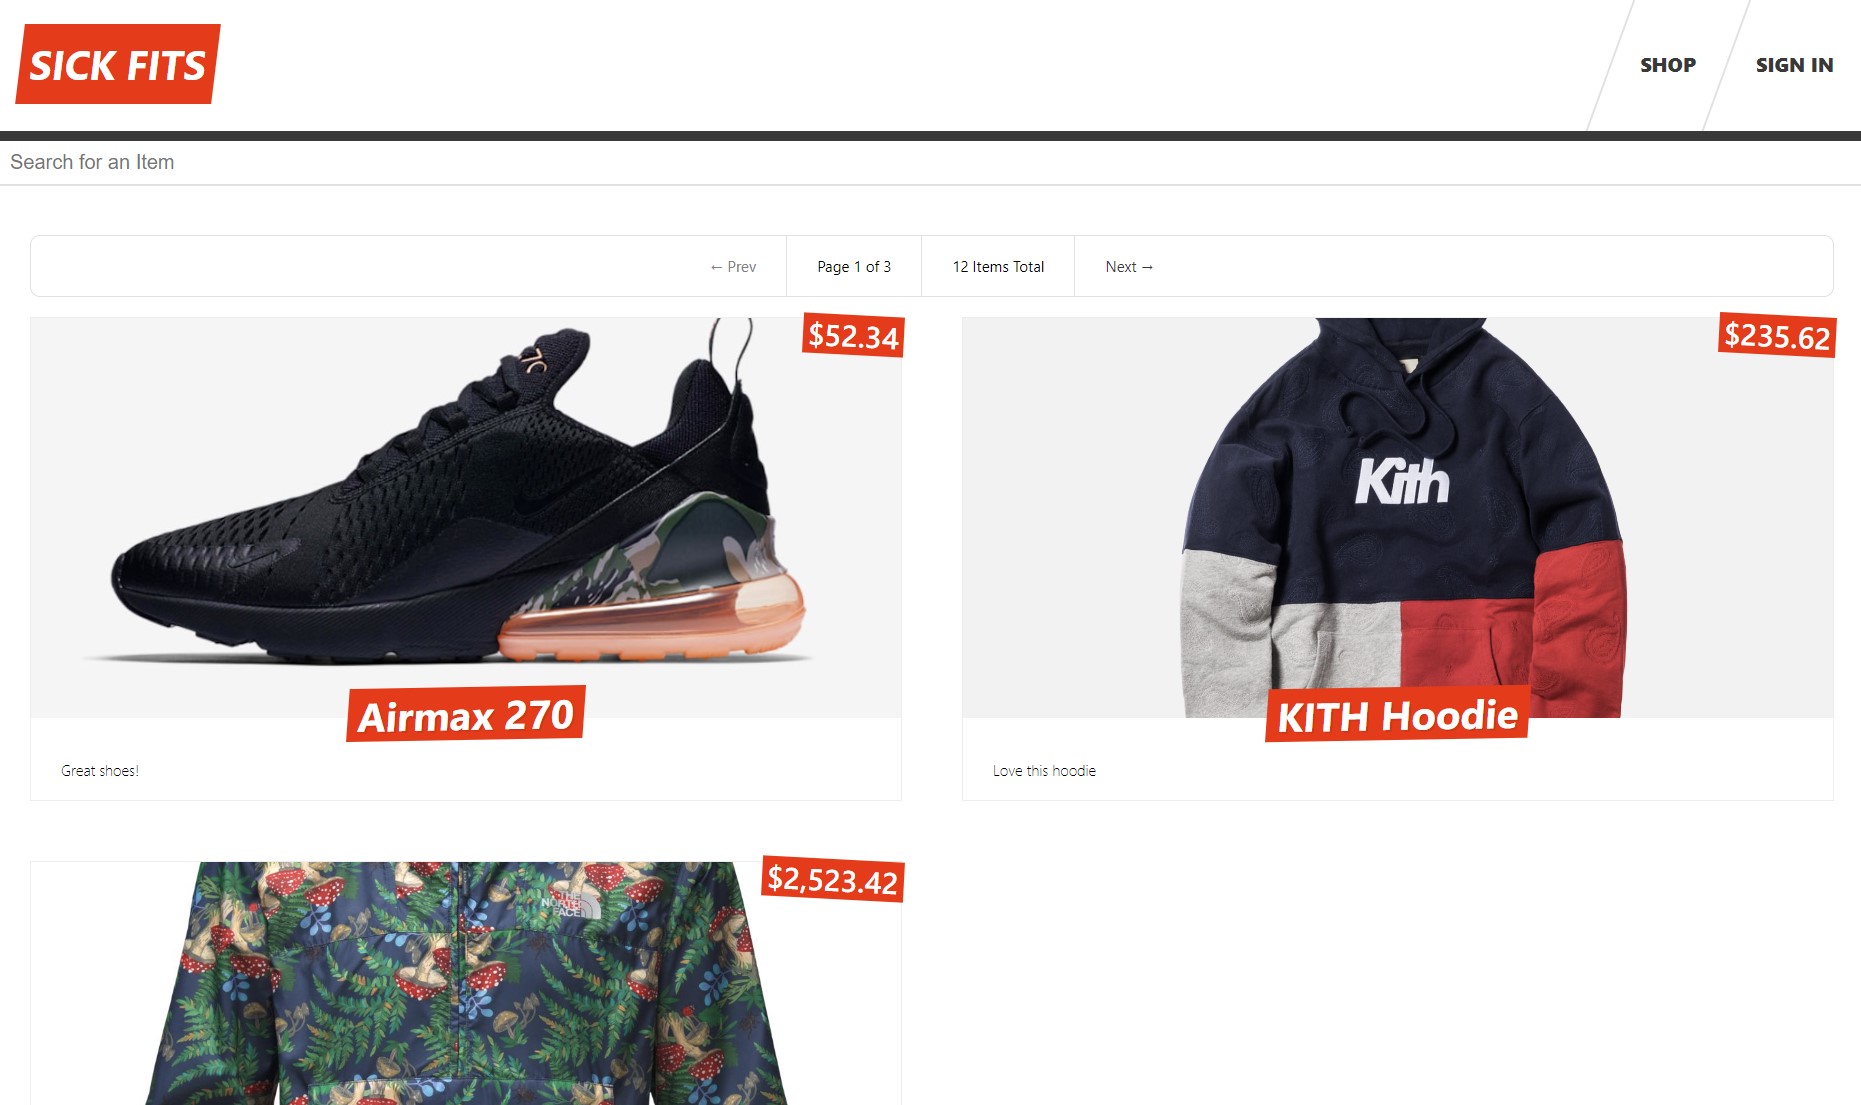 SICK FITS
SHOP
SIGN IN
Search for an Item
← Prev
Page 1 of 3
12 Items Total
Next →
$52.34
$235.62
Kith
Airmax 270
KITH Hoodie
Great shoes!
Love this hoodie
$2,523.42
THE
NORTH
FACE